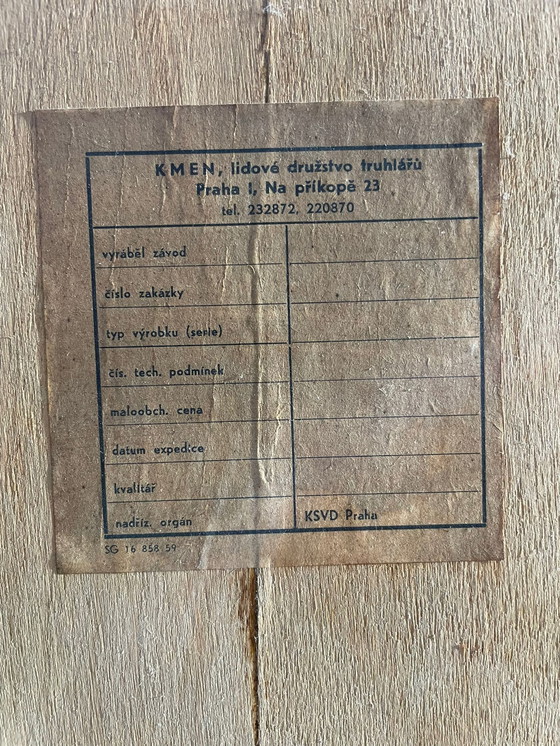 KMEN, lidové družstvo truhlářů
Praha I, Na příkopě 23
tel. 232872, 220870
vyráběl závod
číslo zakázky
typ výrobku (serie)
čís. tech. podmínek
maloobch. cena
datum expedice
kvalitář
nadříz. orgán KSVD Praha
SG 16 858 59